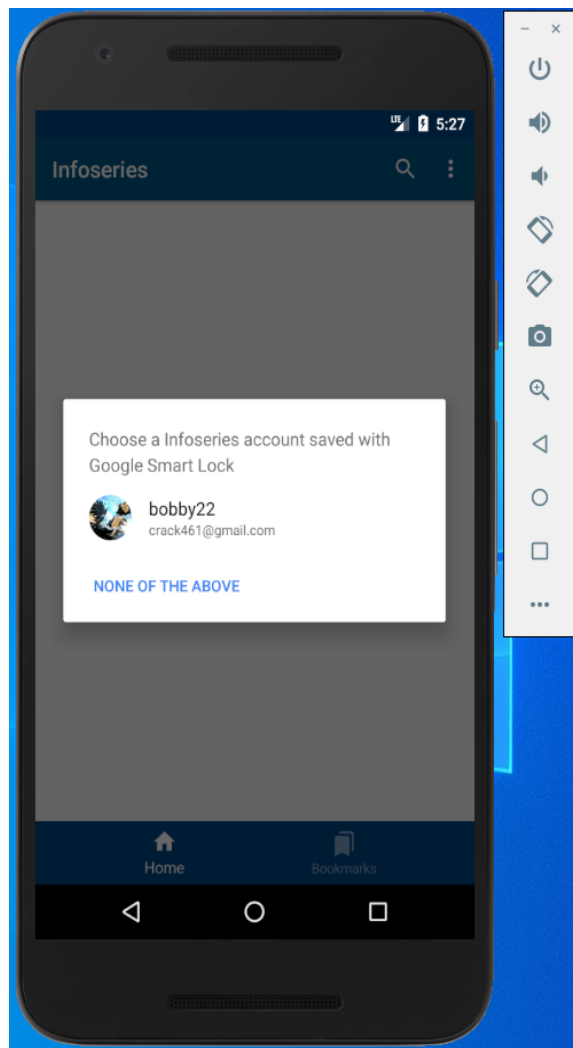 LTE 5:27
Infoseries
Choose a Infoseries account saved with
Google Smart Lock
bobby22
crack461@gmail.com
NONE OF THE ABOVE
Home Bookmarks